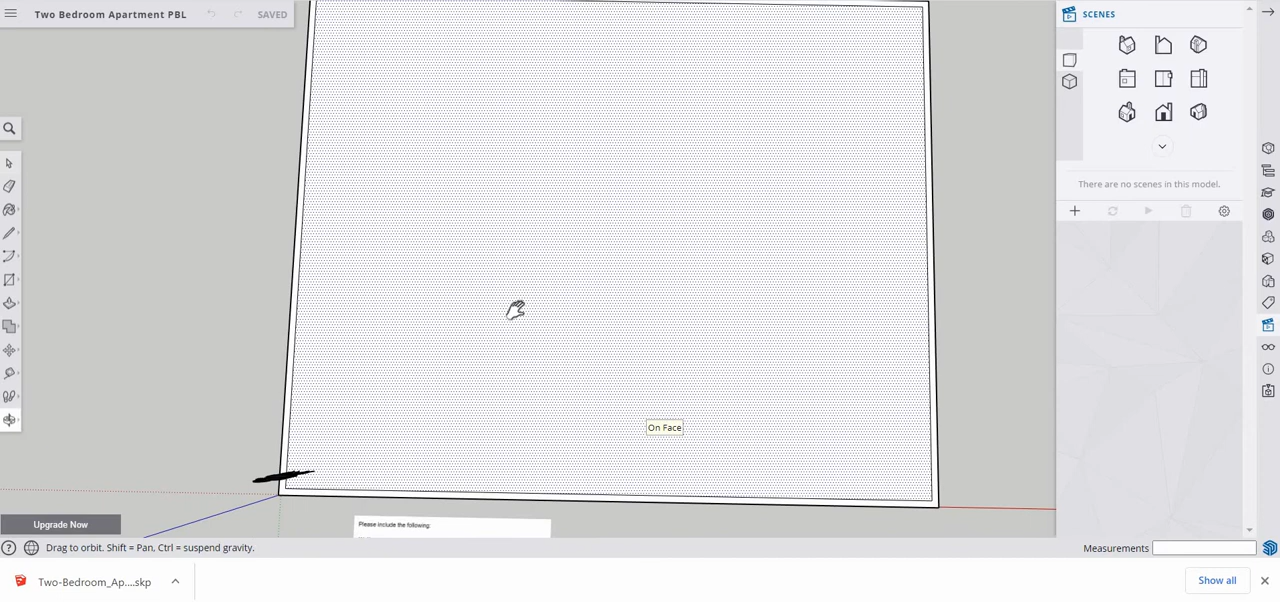 Two Bedroom Apartment PBL
SAVED
SCENES
There are no scenes in this model.
On Face
Please include the following:
Upgrade Now
Drag to orbit. Shift = Pan, Ctrl = suspend gravity.
Measurements
Two-Bedroom_Ap....skp
Show all